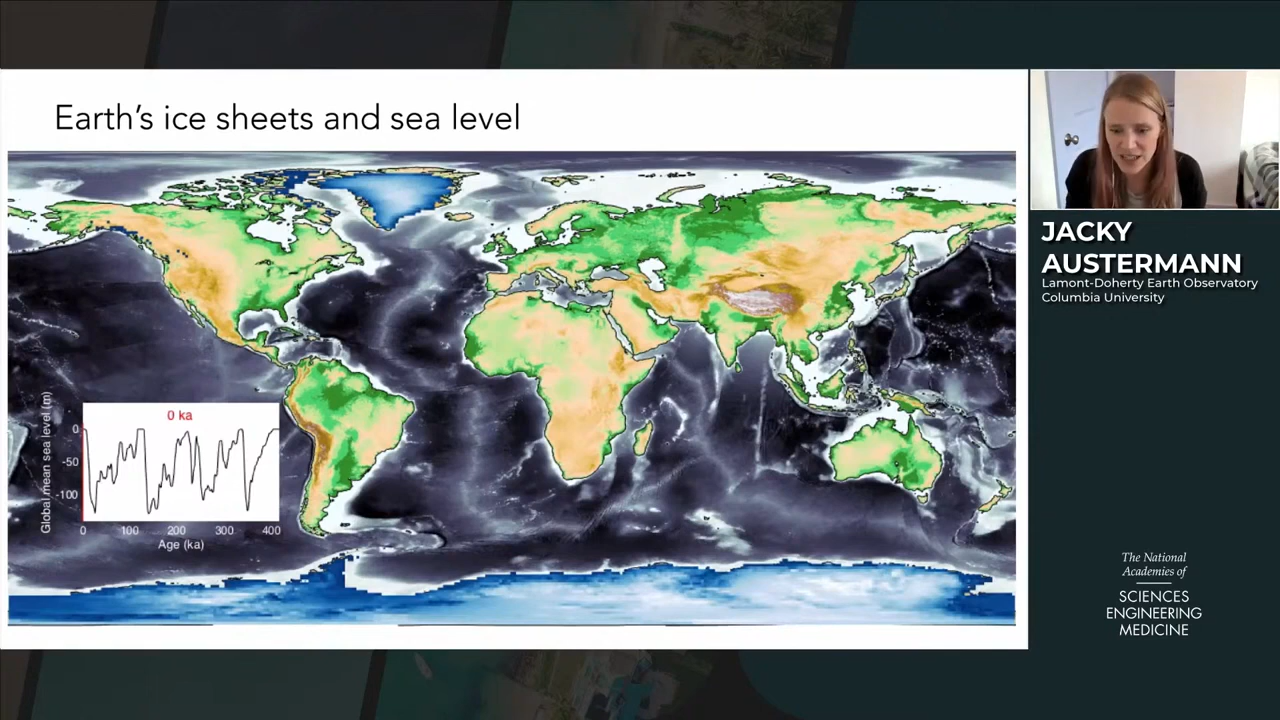 Earth's ice sheets and sea level
JACKY
AUSTERMANN
Lamont-Doherty Earth Observatory
Columbia University
Global mean sea level (m)
0 ka
0
-50
-100
0 100 200 300 400
Age (ka)
The National
Academies of
SCIENCES
ENGINEERING
MEDICINE